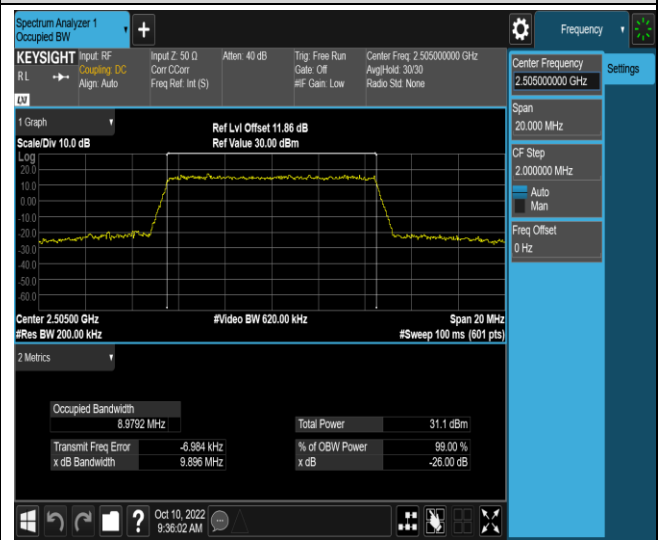 Spectrum Analyzer 1
Occupied BW
+
Frequency
KEYSIGHT
RL
LXI
Input: RF
Coupling: DC
Align: Auto
Input Z: 50 Ω
Corr CCorr
Freq Ref: Int (S)
Atten: 40 dB
Trig: Free Run
Gate: Off
#IF Gain: Low
Center Freq: 2.505000000 GHz
Avg|Hold: 30/30
Radio Std: None
1 Graph
Scale/Div 10.0 dB
Ref Lvl Offset 11.86 dB
Ref Value 30.00 dBm
Log
20.0
10.0
0.00
-10.0
-20.0
-30.0
-40.0
-50.0
-60.0
Center 2.50500 GHz
#Video BW 620.00 kHz
Span 20 MHz
#Res BW 200.00 kHz
#Sweep 100 ms (601 pts)
2 Metrics
Occupied Bandwidth
8.9792 MHz
Total Power 31.1 dBm
Transmit Freq Error -6.984 kHz
% of OBW Power 99.00 %
x dB Bandwidth 9.896 MHz
x dB -26.00 dB
?
Oct 10, 2022
9:36:02 AM
Center Frequency
2.505000000 GHz
Span
20.000 MHz
CF Step
2.000000 MHz
Auto
Man
Freq Offset
0 Hz
Settings